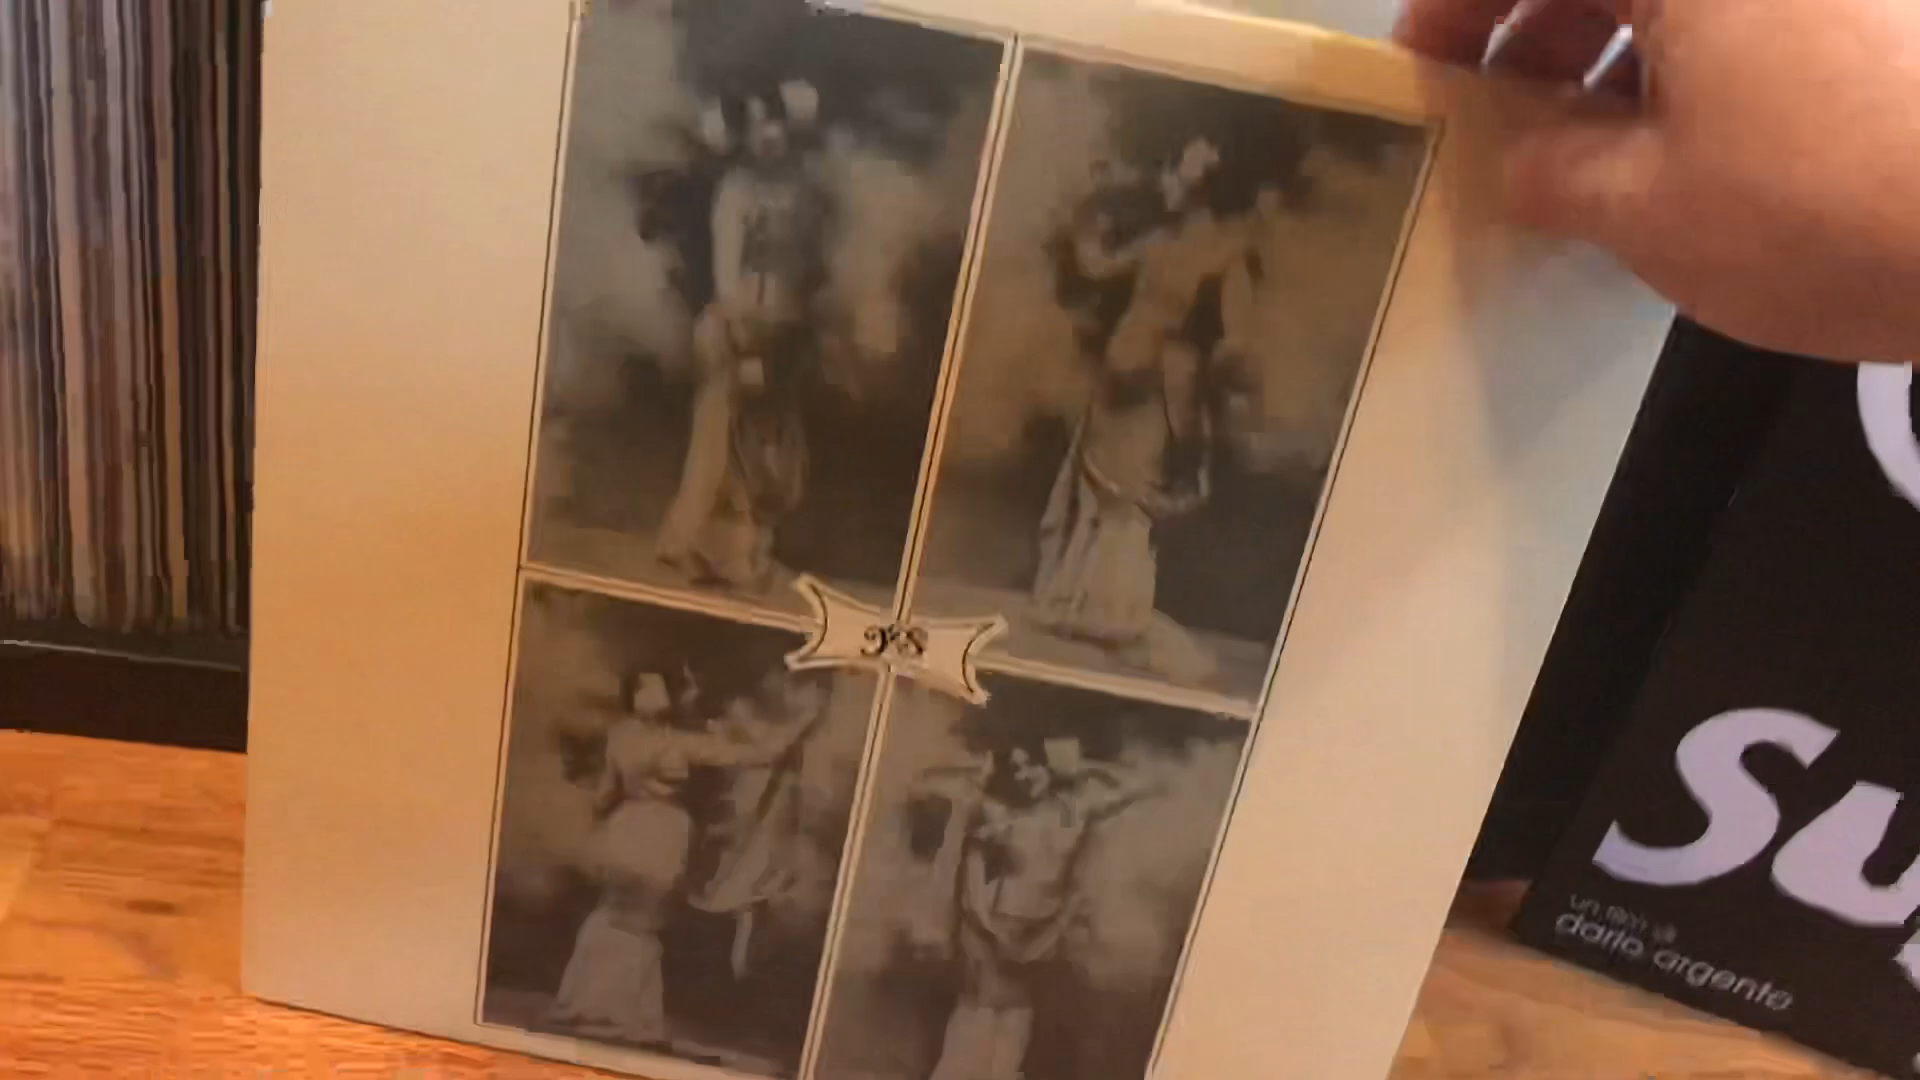 Su
un film di
dario argento